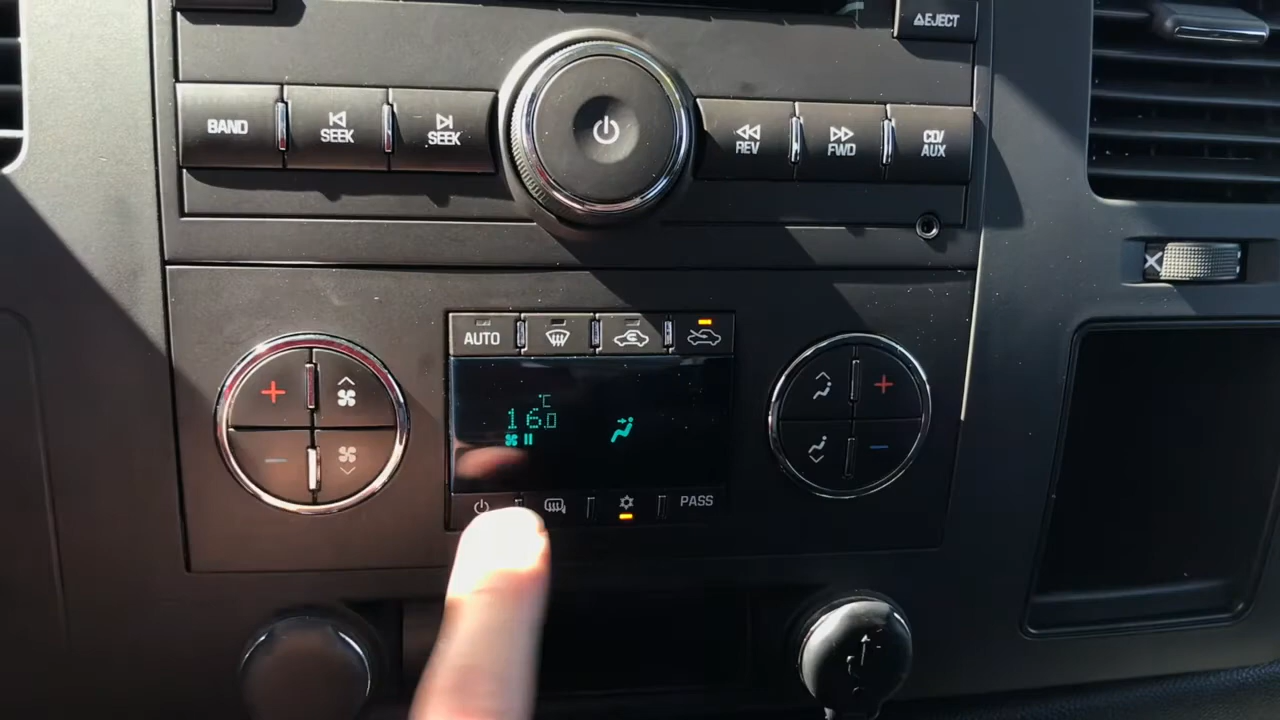 EJECT
BAND
SEEK
SEEK
REV
FWD
CD/
AUX
AUTO
°C
16.0
PASS